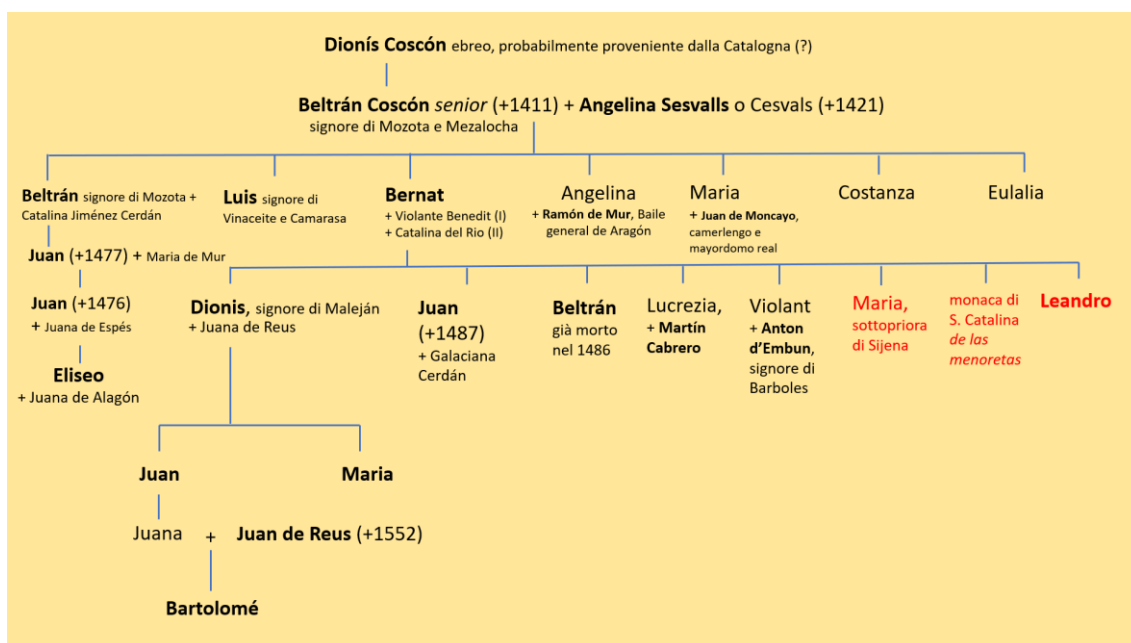 Dionís Coscón ebreo, probabilmente proveniente dalla Catalogna (?)
Beltrán Coscón senior (+1411) + Angelina Sesvalls o Cesvals (+1421)
signore di Mozota e Mezalocha
Beltrán signore di Mozota +
Catalina Jiménez Cerdán
Luis signore di
Vinaceite e Camarasa
Bernat
+ Violante Benedit (I)
+ Catalina del Rio (II)
Angelina
+ Ramón de Mur, Baile
general de Aragón
Maria
+ Juan de Moncayo,
camerlengo e
mayordomo real
Costanza
Eulalia
Juan (+1477) + Maria de Mur
Juan (+1476)
+ Juana de Espés
Eliseo
+ Juana de Alagón
Dionis, signore di Maleján
+ Juana de Reus
Juan
(+1487)
+ Galaciana
Cerdán
Beltrán
già morto
nel 1486
Lucrezia,
+ Martín
Cabrero
Violant
+ Anton
d’Embun,
signore di
Barboles
Maria,
sottopriora
di Sijena
monaca di
S. Catalina
de las
menoretas
Leandro
Juan
Maria
Juana + Juan de Reus (+1552)
Bartolomé